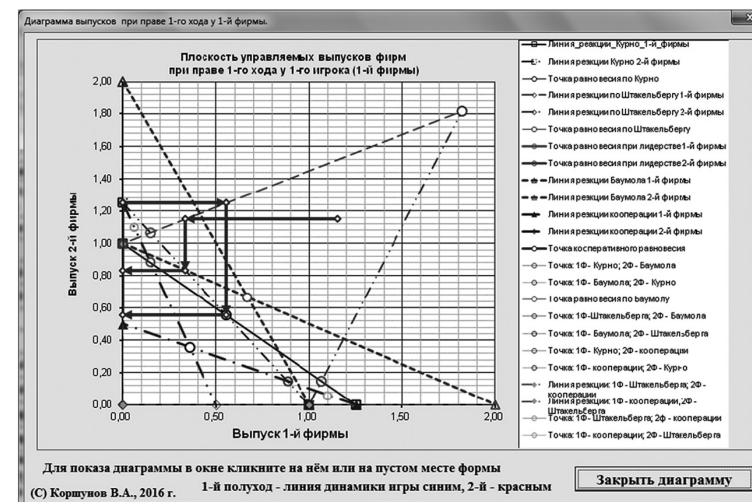 Диаграмма выпусков при праве 1-го хода у 1-й фирмы.
Плоскость управляемых выпусков фирм
при праве 1-го хода у 1-го игрока (1-й фирмы)
Выпуск 2-й фирмы
2,00
1,80
1,60
1,40
1,20
1,00
0,80
0,60
0,40
0,20
0,00
0,00 0,50 1,00 1,50 2,00
Выпуск 1-й фирмы
Линия_реакции_Курно_1-й_фирмы
Линия реакции Курно 2-й фирмы
Точка равновесия по Курно
Линия реакции по Штакельбергу 1-й фирмы
Линия реакции по Штакельбергу 2-й фирмы
Точка равновесия по Штакельбергу
Точка равновесия при лидерстве 1-й фирмы
Точка равновесия при лидерстве 2-й фирмы
Линия реакции Баумола 1-й фирмы
Линия реакции Баумола 2-й фирмы
Линия реакции кооперации 1-й фирмы
Линия реакции кооперации 2-й фирмы
Точка кооперативного равновесия
Точка: 1Ф - Курно; 2Ф - Баумола
Точка: 1Ф - Баумола; 2Ф - Курно
Точка равновесия по Баумолу
Точка: 1Ф-Штакельберга; 2Ф - Баумола
Точка: 1Ф - Баумола; 2Ф - Штакельберга
Точка: 1Ф - Курно; 2Ф - кооперации
Точка: 1Ф - кооперации; 2Ф - Курно
Линия реакции: 1Ф - Штакельберга; 2Ф -
кооперации
Линия реакции: 1Ф - кооперации, 2Ф -
Штакельберга
Точка: 1Ф - Штакельберга; 2ф - кооперации
Точка: 1Ф - кооперации; 2Ф - Штакельберга
Для показа диаграммы в окне кликните на нём или на пустом месте формы
(С) Коршунов В.А., 2016 г.
1-й полуход - линия динамики игры синим, 2-й - красным
Закрыть диаграмму